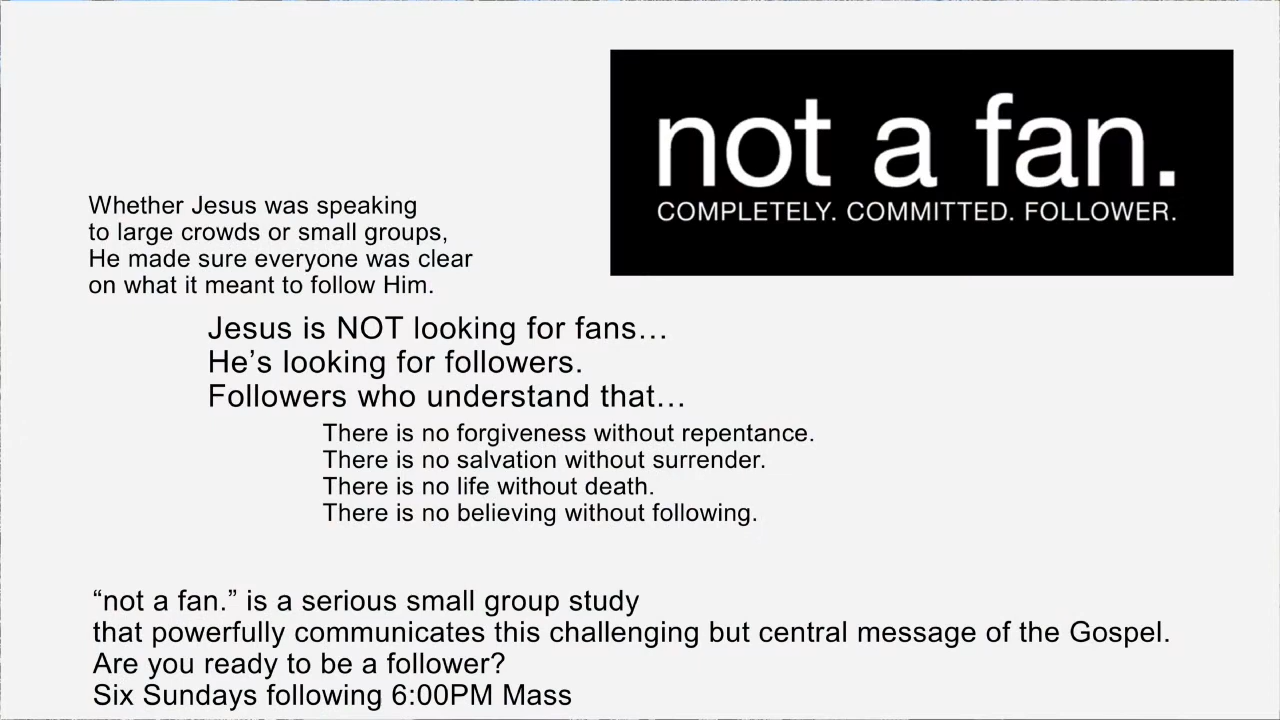 not a fan.
COMPLETELY. COMMITTED. FOLLOWER.
Whether Jesus was speaking
to large crowds or small groups,
He made sure everyone was clear
on what it meant to follow Him.
Jesus is NOT looking for fans…
He’s looking for followers.
Followers who understand that…
There is no forgiveness without repentance.
There is no salvation without surrender.
There is no life without death.
There is no believing without following.
“not a fan.” is a serious small group study
that powerfully communicates this challenging but central message of the Gospel.
Are you ready to be a follower?
Six Sundays following 6:00PM Mass